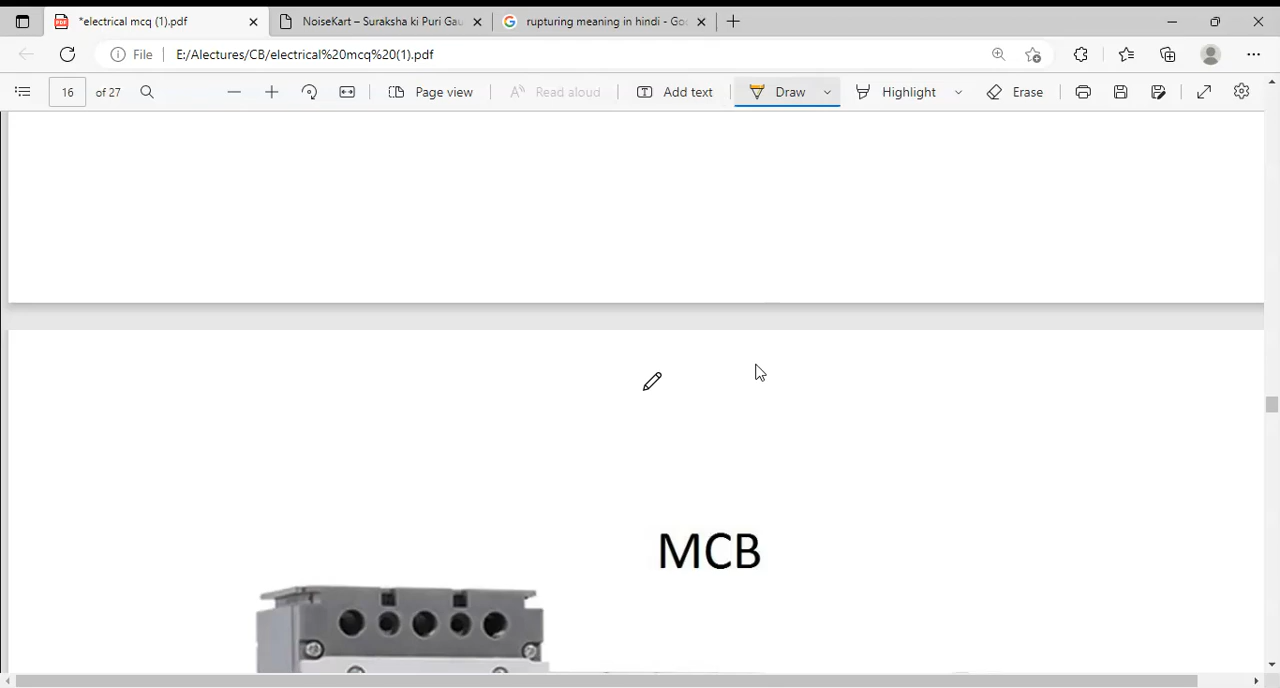 *electrical mcq (1).pdf
NoiseKart – Suraksha ki Puri Gau
rupturing meaning in hindi - Goo
File
E:/Alectures/CB/electrical%20mcq%20(1).pdf
16 of 27
Page view
Read aloud
Add text
Draw
Highlight
Erase
MCB